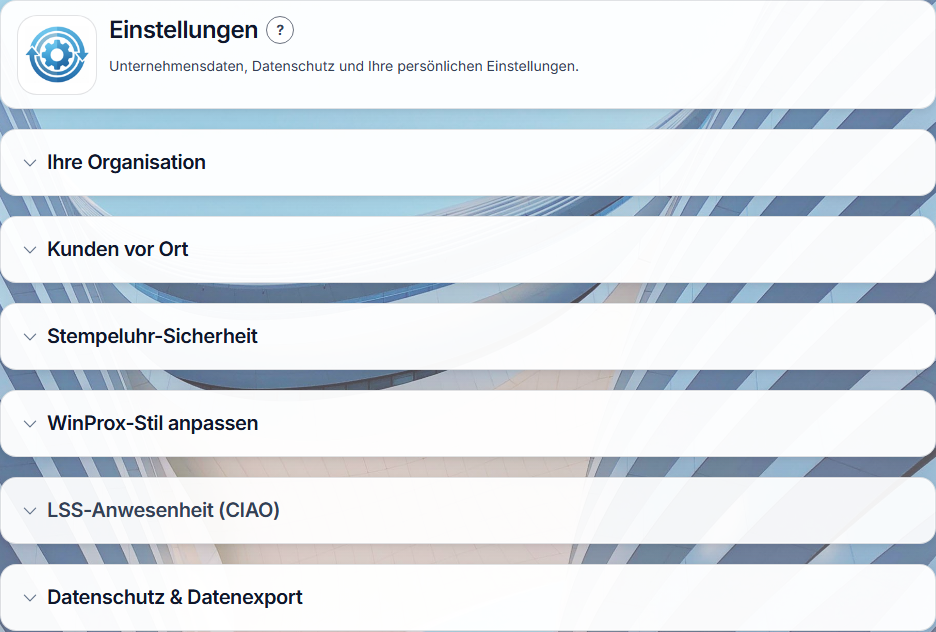 Einstellungen ?
Unternehmensdaten, Datenschutz und Ihre persönlichen Einstellungen.
Ihre Organisation
Kunden vor Ort
Stempeluhr-Sicherheit
WinProx-Stil anpassen
LSS-Anwesenheit (CIAO)
Datenschutz & Datenexport